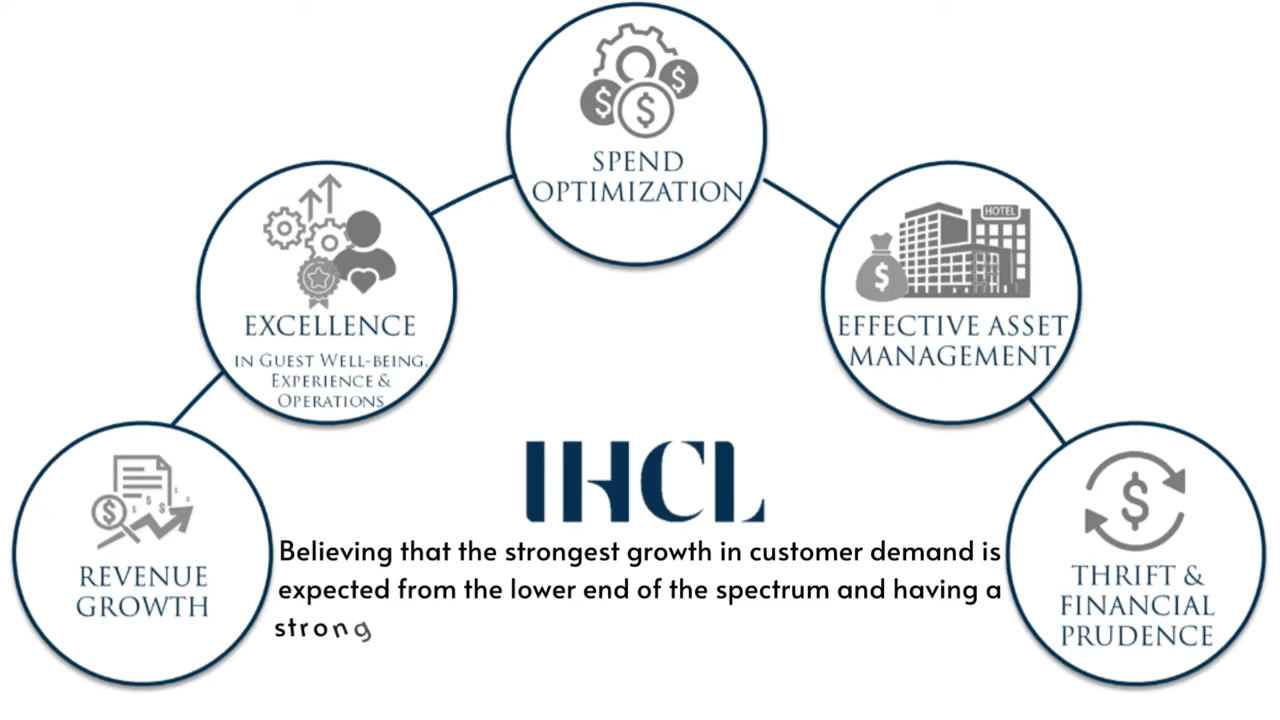 SPEND
OPTIMIZATION
EXCELLENCE
IN GUEST WELL-BEING,
EXPERIENCE &
OPERATIONS
HOTEL
EFFECTIVE ASSET
MANAGEMENT
REVENUE
GROWTH
IHCL
Believing that the strongest growth in customer demand is
expected from the lower end of the spectrum and having a
strong
THRIFT &
FINANCIAL
PRUDENCE